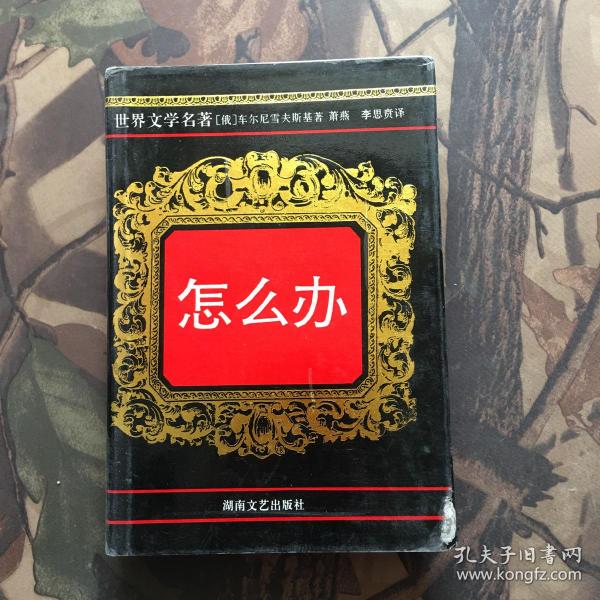 世界文学名著[俄]车尔尼雪夫斯基著 萧燕 李思贲译
怎么办
湖南文艺出版社
孔夫子旧书网
www.kongfz.com